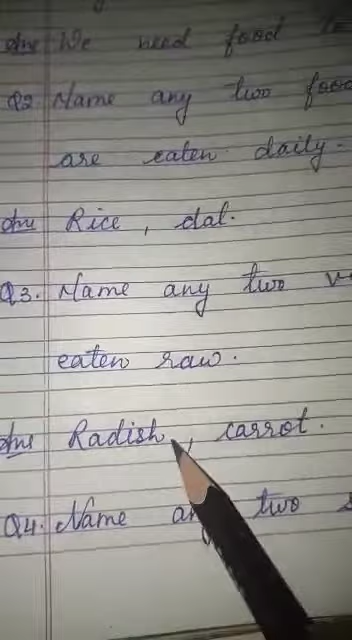 Ans We need food
Q2. Name any two food
are eaten daily.
Ans Rice, dal.
Q3. Name any two
eaten raw.
Ans Radish, carrot.
Q4. Name any two